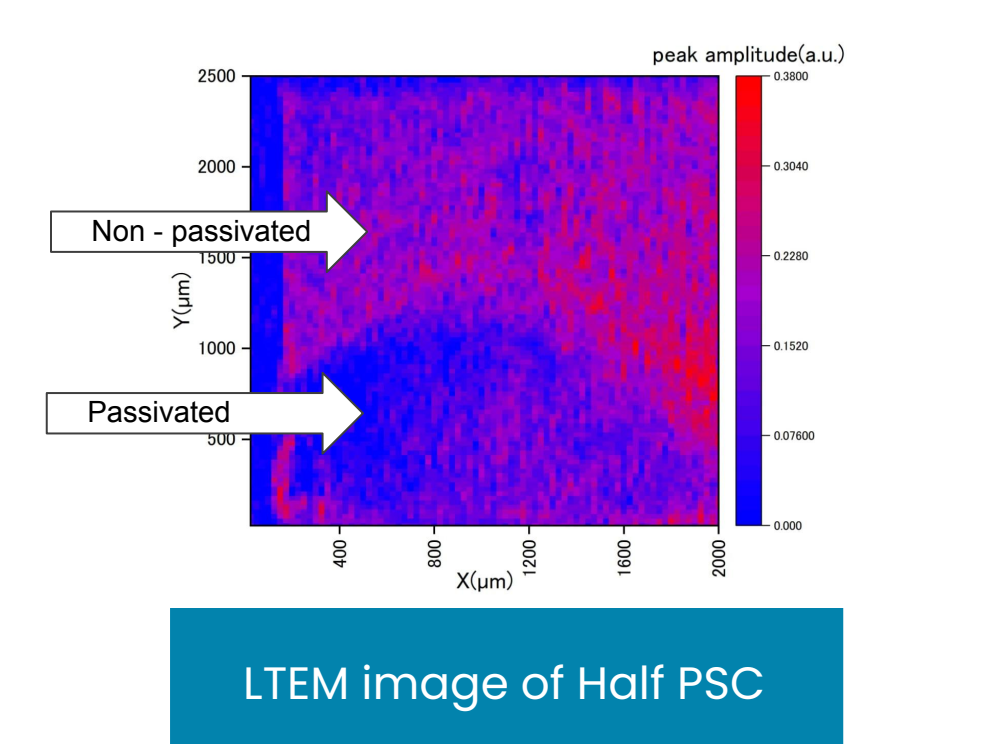 peak amplitude(a.u.)
2500
0.3800
2000
0.3040
Non - passivated
1500
0.2280
Y(μm)
1000
0.1520
Passivated
500
0.07600
0.000
400
800
1200
1600
2000
X(μm)
LTEM image of Half PSC